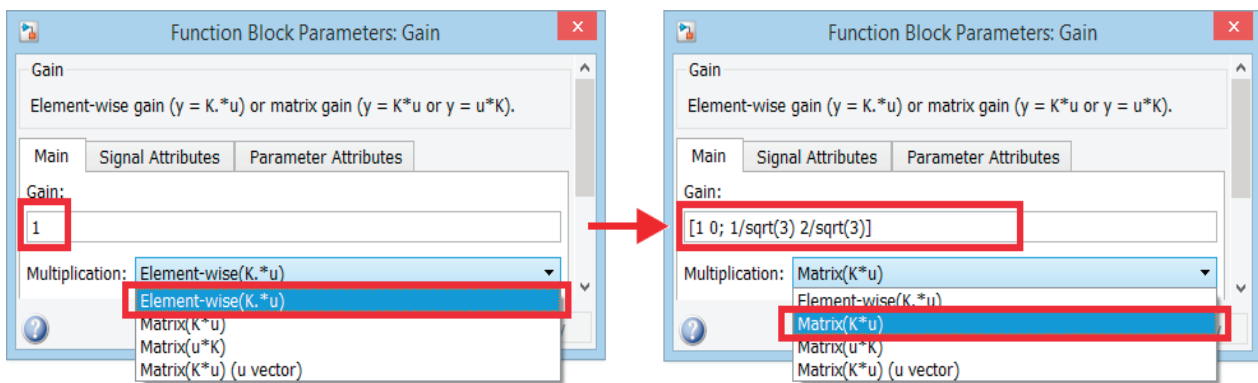 Function Block Parameters: Gain
x
Gain
Element-wise gain (y = K.*u) or matrix gain (y = K*u or y = u*K).
Main
Signal Attributes
Parameter Attributes
Gain:
1
Multiplication:
Element-wise(K.*u)
Element-wise(K.*u)
Matrix(K*u)
Matrix(u*K)
Matrix(K*u) (u vector)
?
Function Block Parameters: Gain
x
Gain
Element-wise gain (y = K.*u) or matrix gain (y = K*u or y = u*K).
Main
Signal Attributes
Parameter Attributes
Gain:
[1 0; 1/sqrt(3) 2/sqrt(3)]
Multiplication:
Matrix(K*u)
Element-wise(K.*u)
Matrix(K*u)
Matrix(u*K)
Matrix(K*u) (u vector)
?